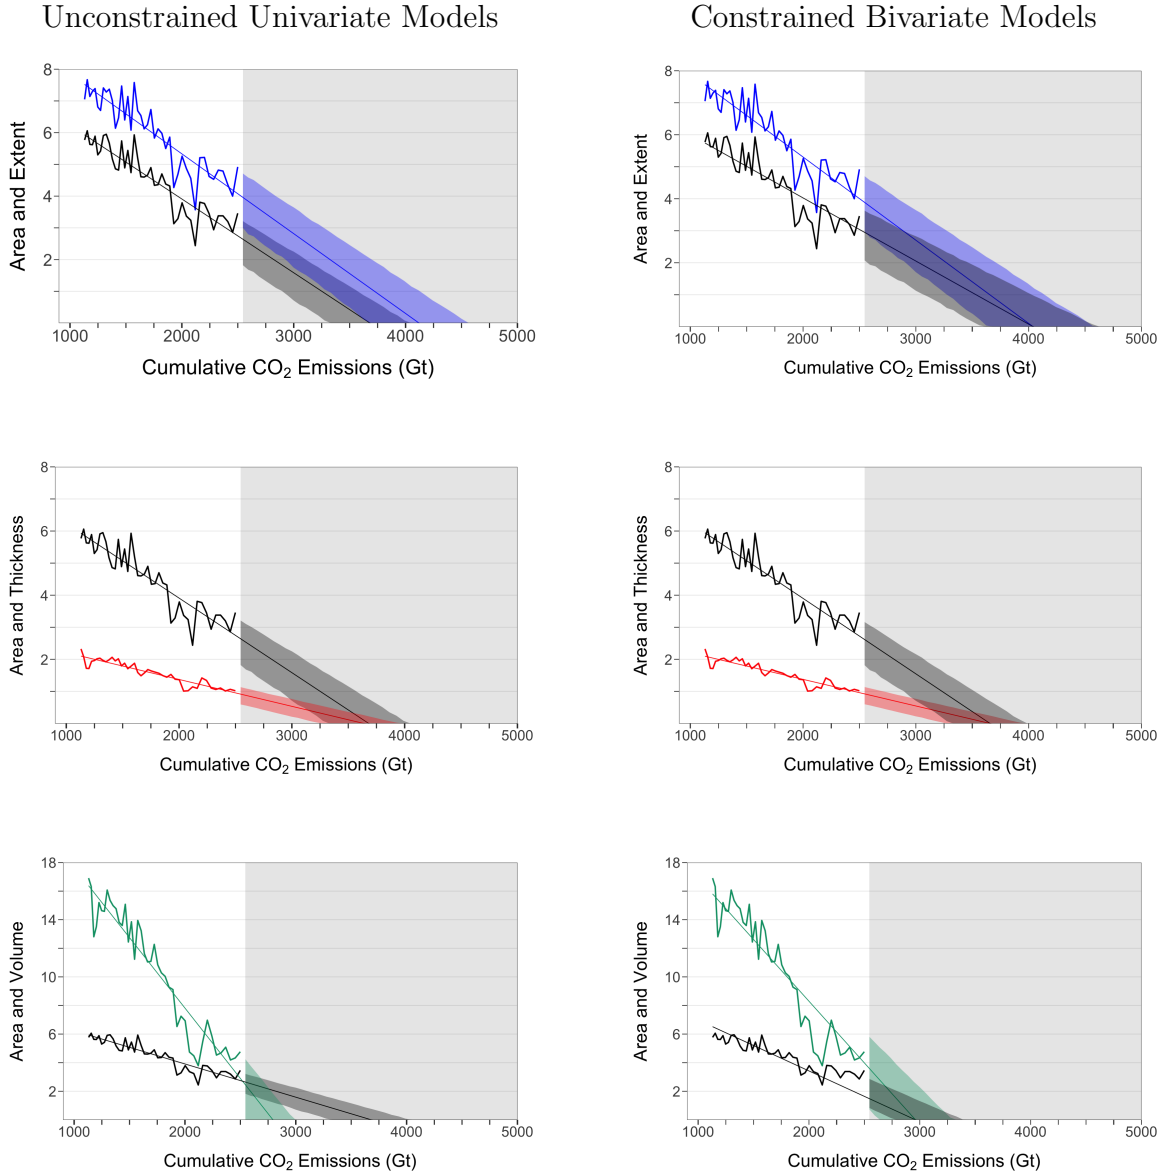 Unconstrained Univariate Models
Constrained Bivariate Models
Area and Extent
8
6
4
2
1000 2000 3000 4000 5000
Cumulative CO2 Emissions (Gt)
Area and Extent
8
6
4
2
1000 2000 3000 4000 5000
Cumulative CO2 Emissions (Gt)
Area and Thickness
8
6
4
2
1000 2000 3000 4000 5000
Cumulative CO2 Emissions (Gt)
Area and Thickness
8
6
4
2
1000 2000 3000 4000 5000
Cumulative CO2 Emissions (Gt)
Area and Volume
18
14
10
6
2
1000 2000 3000 4000 5000
Cumulative CO2 Emissions (Gt)
Area and Volume
18
14
10
6
2
1000 2000 3000 4000 5000
Cumulative CO2 Emissions (Gt)